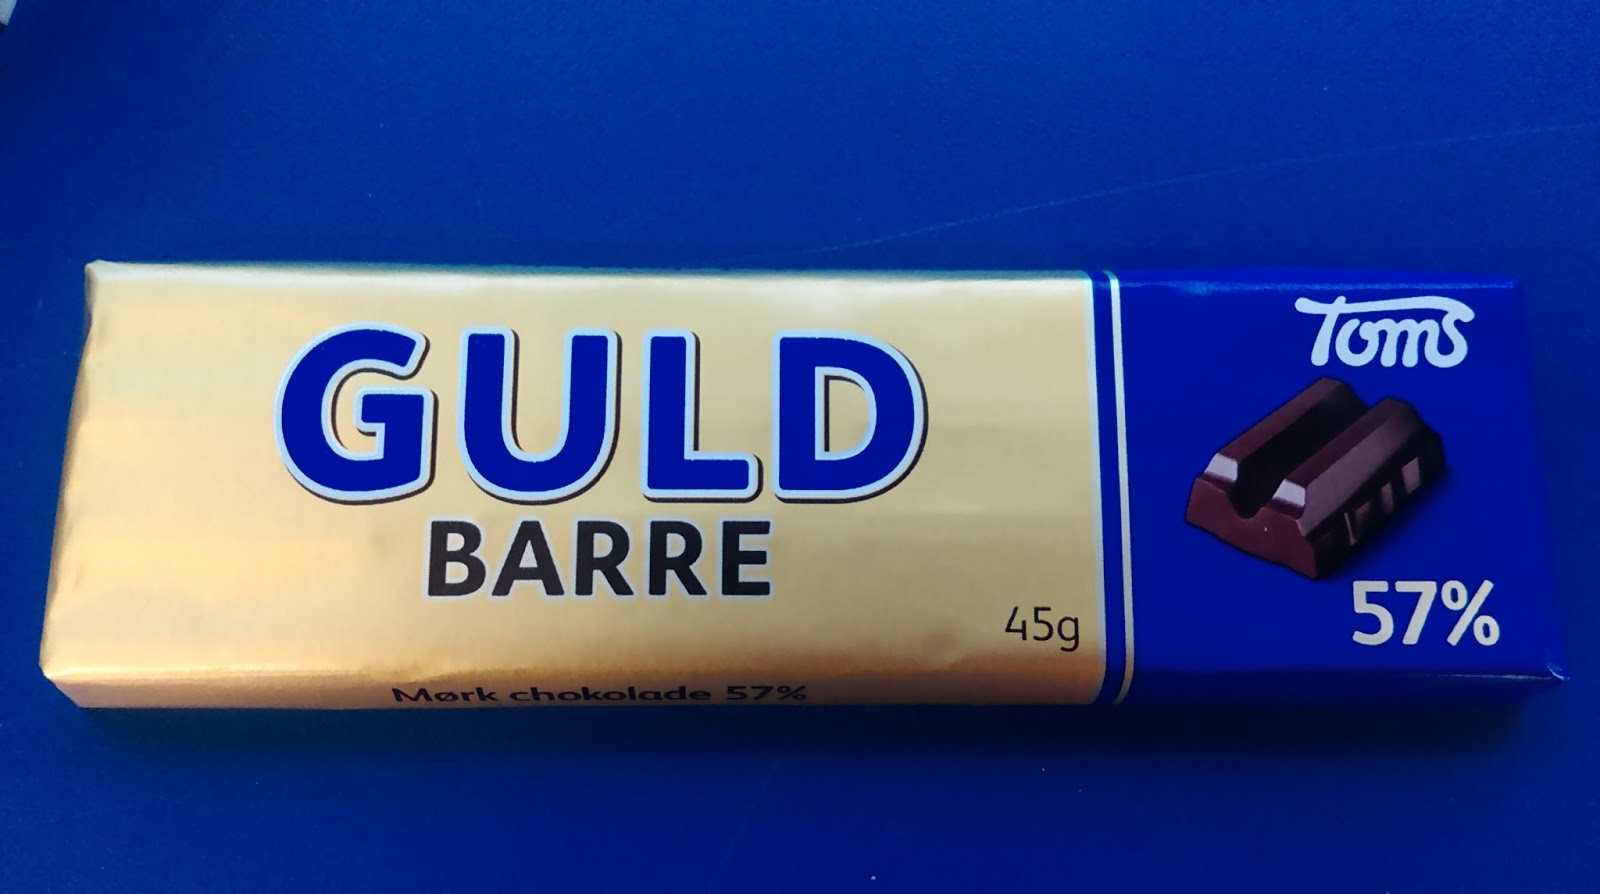 GULD
BARRE
45g
Mørk chokolade 57%
Toms
57%